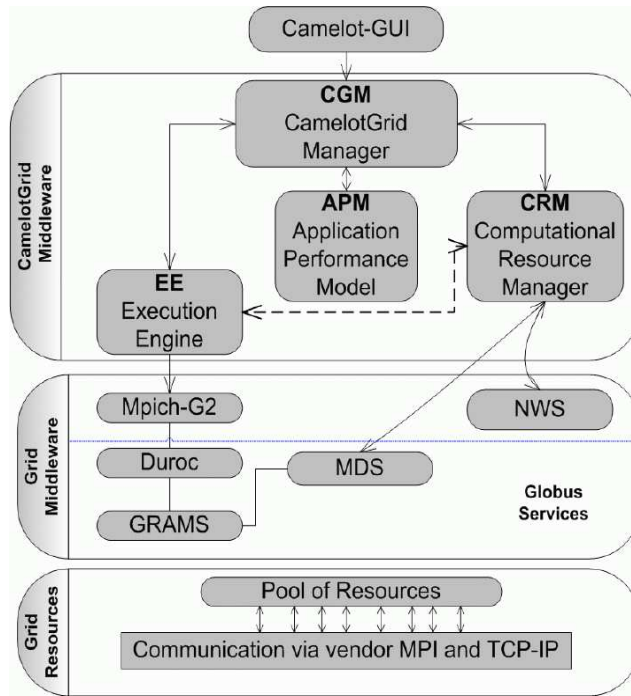 Camelot-GUI
CamelotGrid
Middleware
CGM
CamelotGrid
Manager
APM
Application
Performance
Model
CRM
Computational
Resource
Manager
EE
Execution
Engine
Grid
Middleware
Mpich-G2
NWS
Duroc
MDS
GRAMS
Globus
Services
Grid
Resources
Pool of Resources
Communication via vendor MPI and TCP-IP